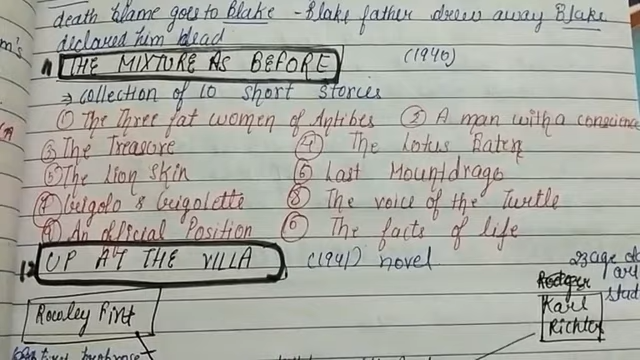 death blame goes to Blake - Blake father drew away Blake
declared him dead
THE MIXTURE AS BEFORE (1940)
→ collection of 10 short stories
① The Three fat women of Antibes ② A man with a conscience
③ The Treasure ④ The Lotus Eater
⑤ The Lion Skin ⑥ Last Mountdrago
⑦ Gigolo & Gigolette ⑧ The voice of the Turtle
⑨ An official Position ⑩ The facts of life
UP AT THE VILLA (1941) novel
23 age
Rowley Flint
Karl
Richter